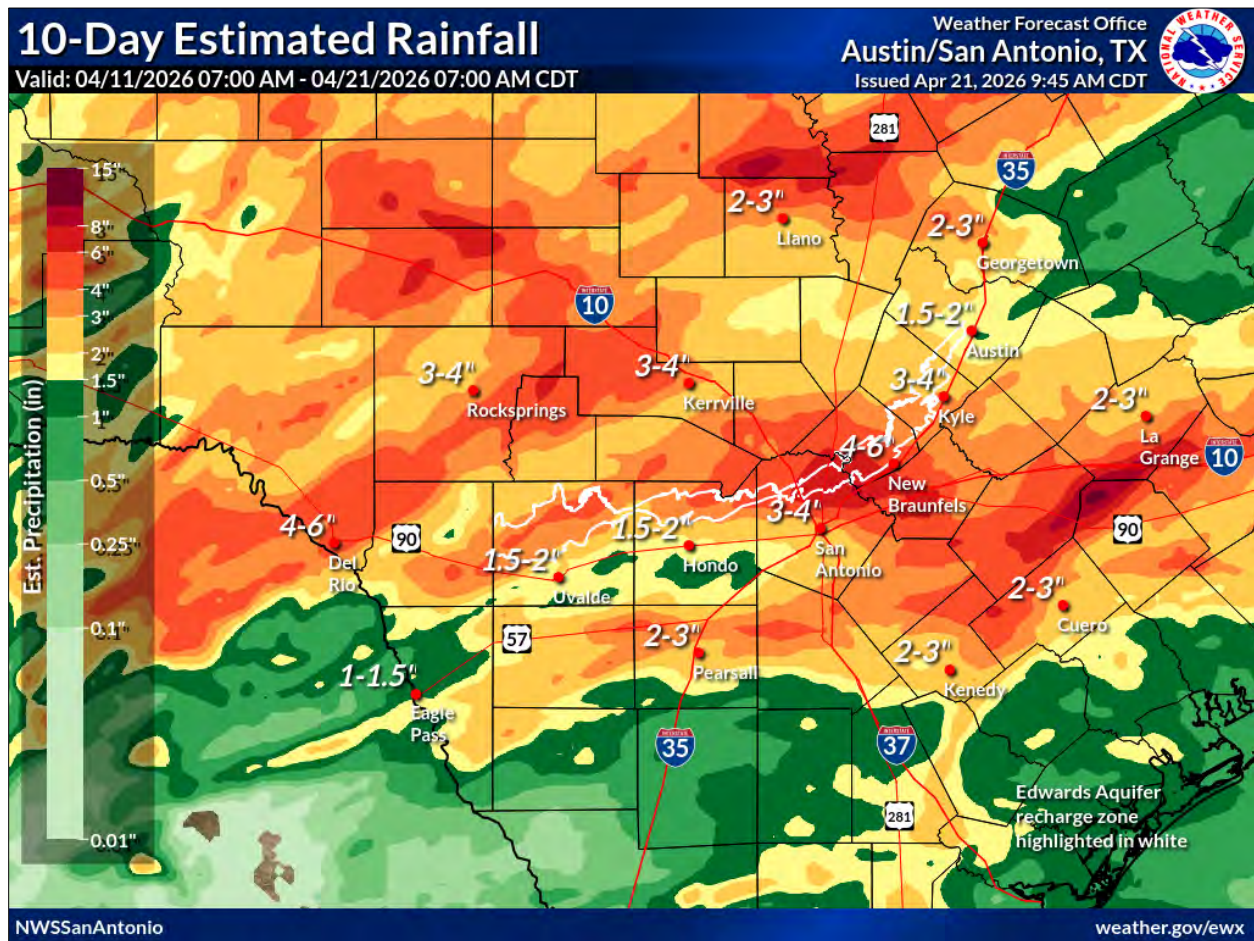 10-Day Estimated Rainfall
Valid: 04/11/2026 07:00 AM - 04/21/2026 07:00 AM CDT
Weather Forecast Office
Austin/San Antonio, TX
Issued Apr 21, 2026 9:45 AM CDT
NATIONAL WEATHER SERVICE
Est. Precipitation (in)
15"
8"
6"
4"
3"
2"
1.5"
1"
0.5"
0.25"
0.1"
0.01"
281
INTERSTATE
35
2-3"
Llano
2-3"
Georgetown
INTERSTATE
10
1.5-2"
Austin
3-4"
Rocksprings
3-4"
Kerrville
3-4"
Kyle
2-3"
La
Grange
INTERSTATE
10
4-6"
New
Braunfels
4-6"
Del
Rio
90
1.5-2"
Uvalde
1.5-2"
Hondo
3-4"
San
Antonio
90
57
2-3"
Pearsall
2-3"
Cuero
2-3"
Kenedy
1-1.5"
Eagle
Pass
INTERSTATE
35
INTERSTATE
37
281
Edwards Aquifer
recharge zone
highlighted in white
NWSSanAntonio
weather.gov/ewx